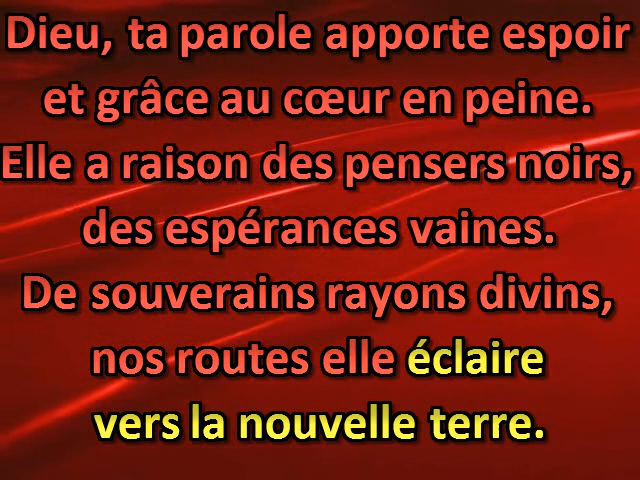 Dieu, ta parole apporte espoir
et grâce au cœur en peine.
Elle a raison des pensers noirs,
des espérances vaines.
De souverains rayons divins,
nos routes elle éclaire
vers la nouvelle terre.